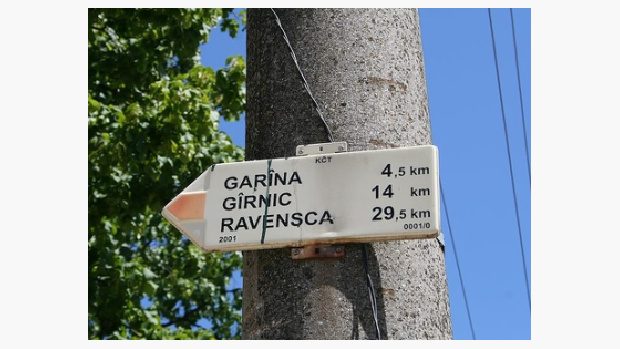 KČT
GARÎNA 4,5 km
GÎRNIC 14 km
RAVENSCA 29,5 km
2001 0001/0